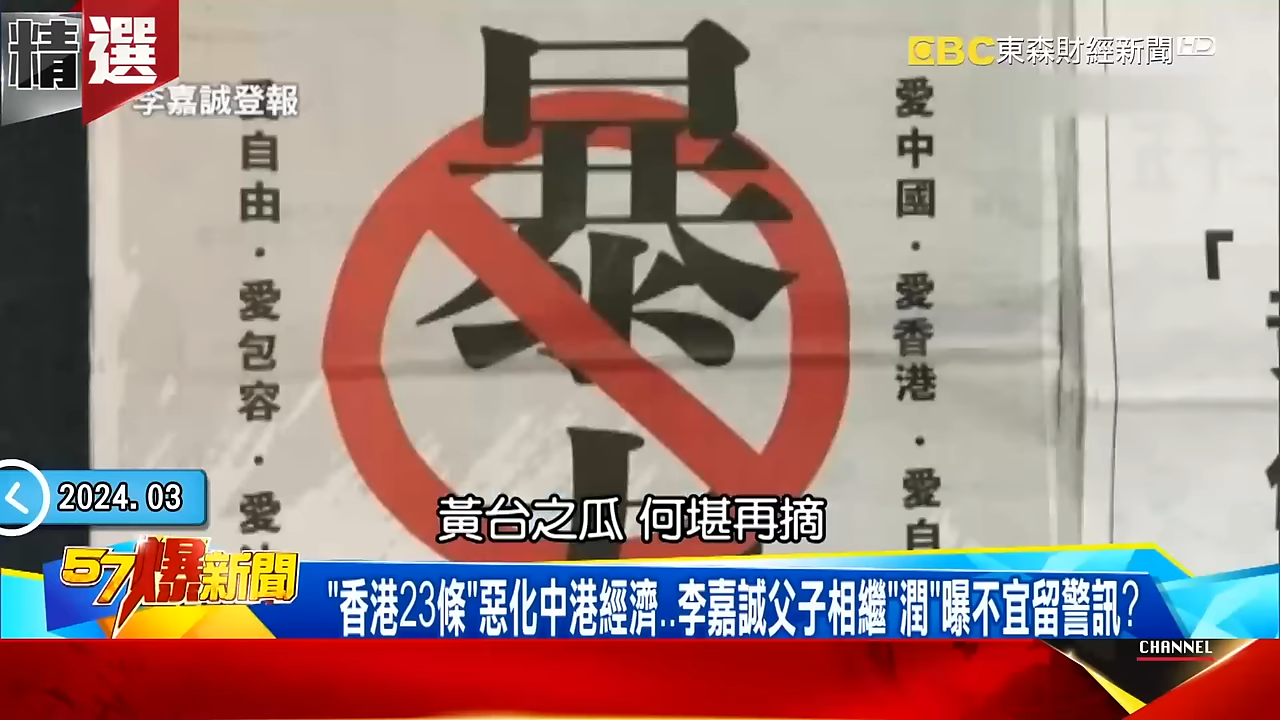 精選
EBC東森財經新聞HD
李嘉誠登報
愛中國・愛香港・愛自
暴
愛自由・愛包容・愛
「
2024.03
黃台之瓜 何堪再摘
57爆新聞
"香港23條"惡化中港經濟..李嘉誠父子相繼"潤"曝不宜留警訊?
CHANNEL